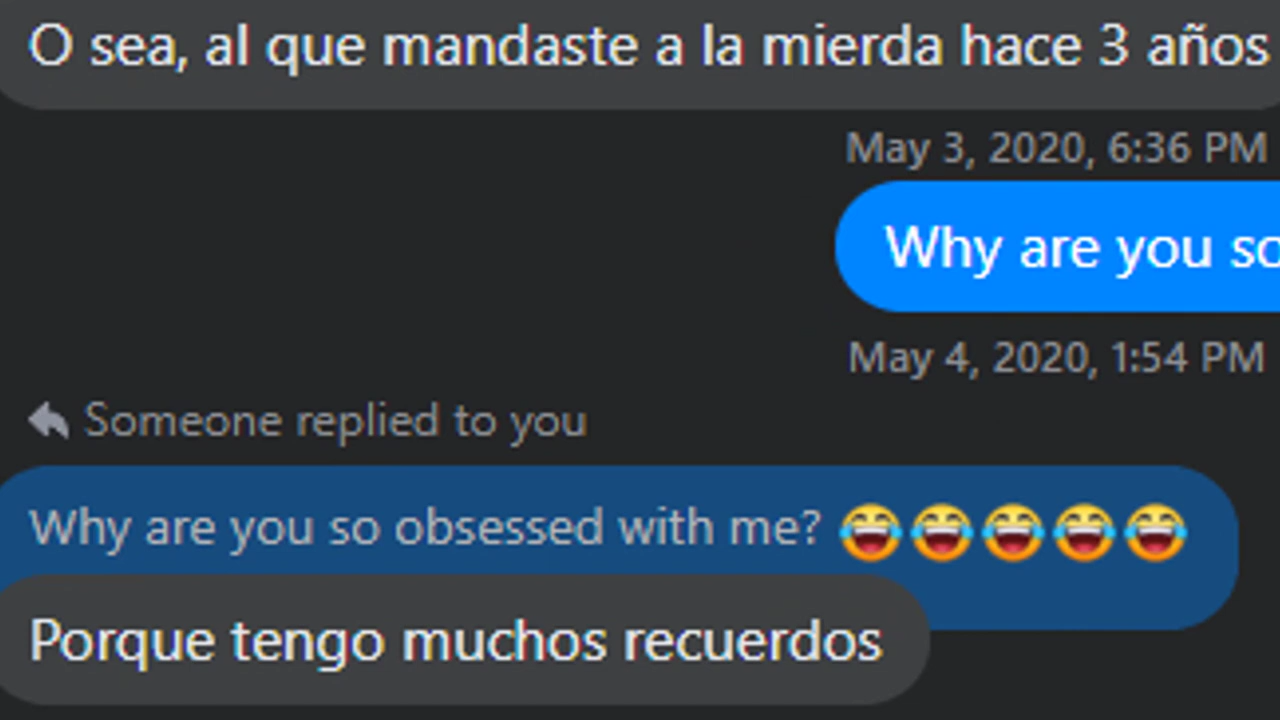 O sea, al que mandaste a la mierda hace 3 años
May 3, 2020, 6:36 PM
Why are you so
May 4, 2020, 1:54 PM
Someone replied to you
Why are you so obsessed with me? 😂😂😂😂😂
Porque tengo muchos recuerdos